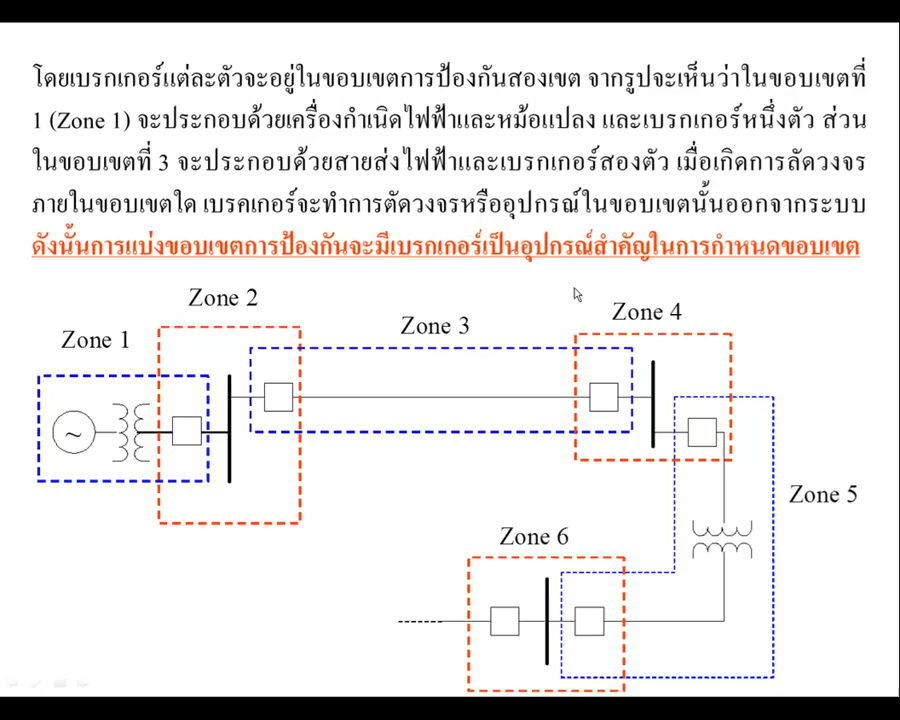 โดยเบรกเกอร์แต่ละตัวจะอยู่ในขอบเขตการป้องกันสองเขต จากรูปจะเห็นว่าในขอบเขตที่
1 (Zone 1) จะประกอบด้วยเครื่องกำเนิดไฟฟ้าและหม้อแปลง และเบรกเกอร์หนึ่งตัว ส่วน
ในขอบเขตที่ 3 จะประกอบด้วยสายส่งไฟฟ้าและเบรกเกอร์สองตัว เมื่อเกิดการลัดวงจร
ภายในขอบเขตใด เบรคเกอร์จะทำการตัดวงจรหรืออุปกรณ์ในขอบเขตนั้นออกจากระบบ
ดังนั้นการแบ่งขอบเขตการป้องกันจะมีเบรกเกอร์เป็นอุปกรณ์สำคัญในการกำหนดขอบเขต
Zone 2
Zone 4
Zone 3
Zone 1
~
Zone 5
Zone 6